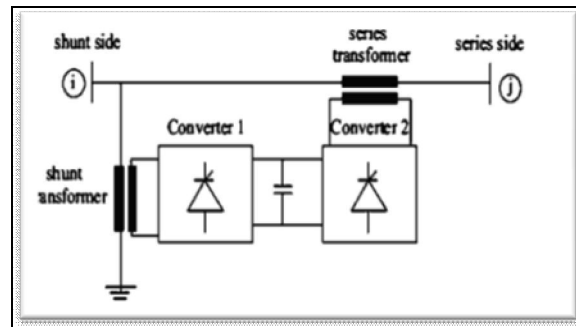 shunt side
series
transformer
series side
i
j
Converter 1
Converter 2
shunt
ansformer